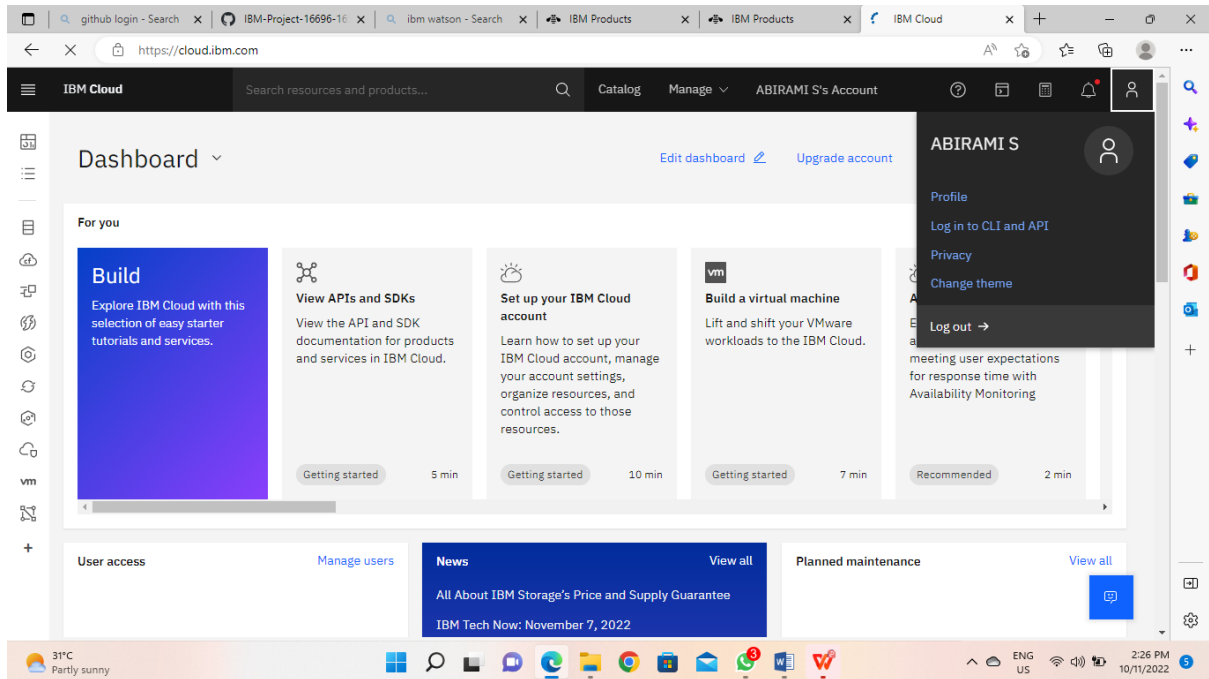 github login - Search
IBM-Project-16696-16
ibm watson - Search
IBM Products
IBM Products
IBM Cloud
https://cloud.ibm.com
IBM Cloud
Search resources and products...
Catalog
Manage
ABIRAMI S's Account
ABIRAMI S
Profile
Log in to CLI and API
Privacy
Change theme
Log out →
Dashboard
Edit dashboard
Upgrade account
For you
Build
Explore IBM Cloud with this
selection of easy starter
tutorials and services.
View APIs and SDKs
View the API and SDK
documentation for products
and services in IBM Cloud.
Getting started
5 min
Set up your IBM Cloud
account
Learn how to set up your
IBM Cloud account, manage
your account settings,
organize resources, and
control access to those
resources.
Getting started
10 min
vm
Build a virtual machine
Lift and shift your VMware
workloads to the IBM Cloud.
Getting started
7 min
meeting user expectations
for response time with
Availability Monitoring
Recommended
2 min
vm
User access
Manage users
News
View all
All About IBM Storage's Price and Supply Guarantee
IBM Tech Now: November 7, 2022
Planned maintenance
View all
31°C
Partly sunny
3
ENG
US
2:26 PM
10/11/2022
5